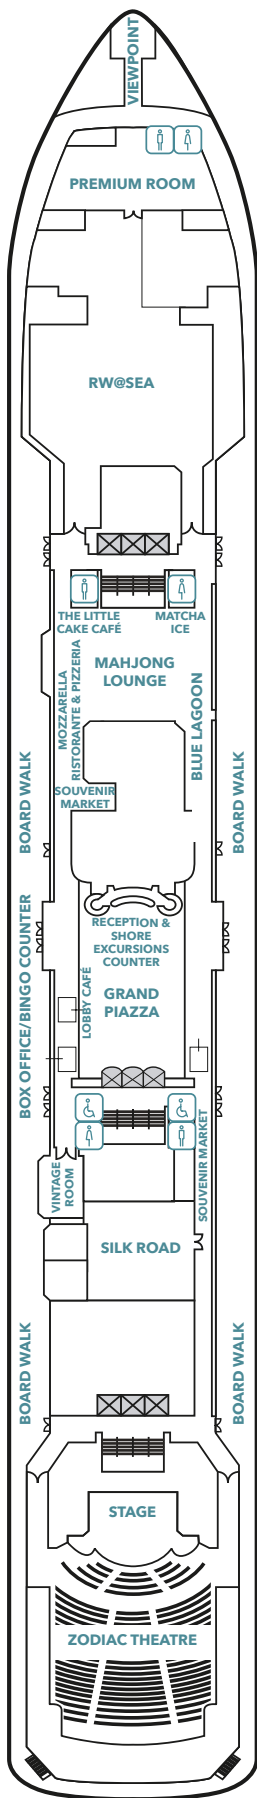 VIEWPOINT
PREMIUM ROOM
RW@SEA
THE LITTLE
CAKE CAFÉ
MATCHA
ICE
MAHJONG
LOUNGE
MOZZARELLA
RISTORANTE & PIZZERIA
BLUE LAGOON
BOARD WALK
BOARD WALK
SOUVENIR
MARKET
RECEPTION &
SHORE
EXCURSIONS
COUNTER
GRAND
PIAZZA
LOBBY CAFÉ
BOX OFFICE/BINGO COUNTER
SOUVENIR MARKET
VINTAGE
ROOM
SILK ROAD
BOARD WALK
BOARD WALK
STAGE
ZODIAC THEATRE